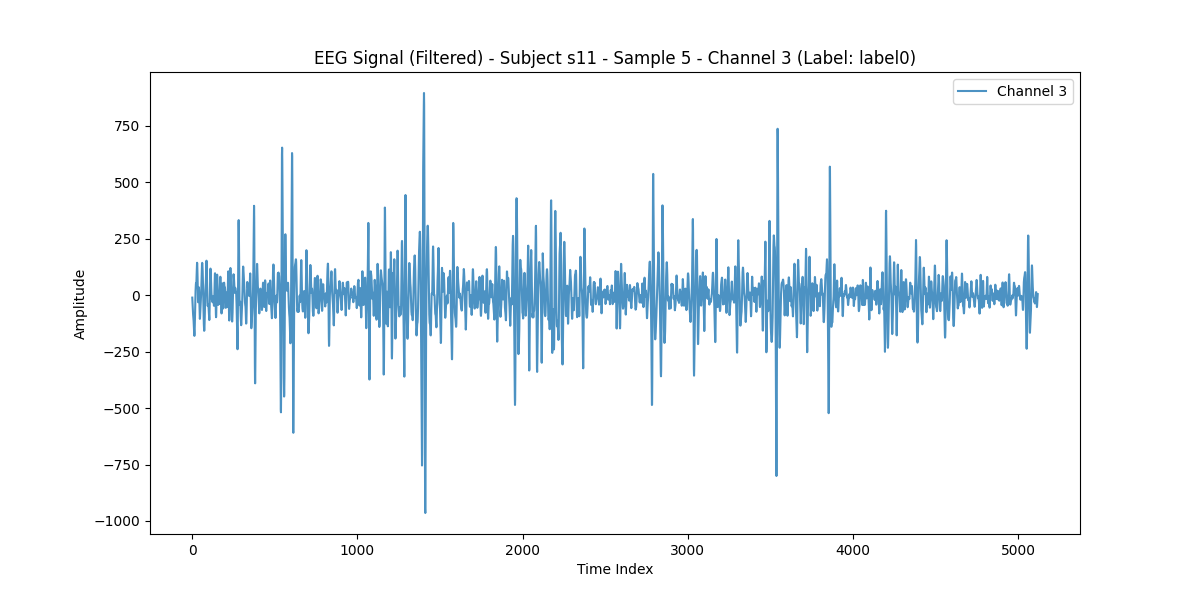 EEG Signal (Filtered) - Subject s11 - Sample 5 - Channel 3 (Label: label0)
Channel 3
Amplitude
750
500
250
0
−250
−500
−750
−1000
0 1000 2000 3000 4000 5000
Time Index